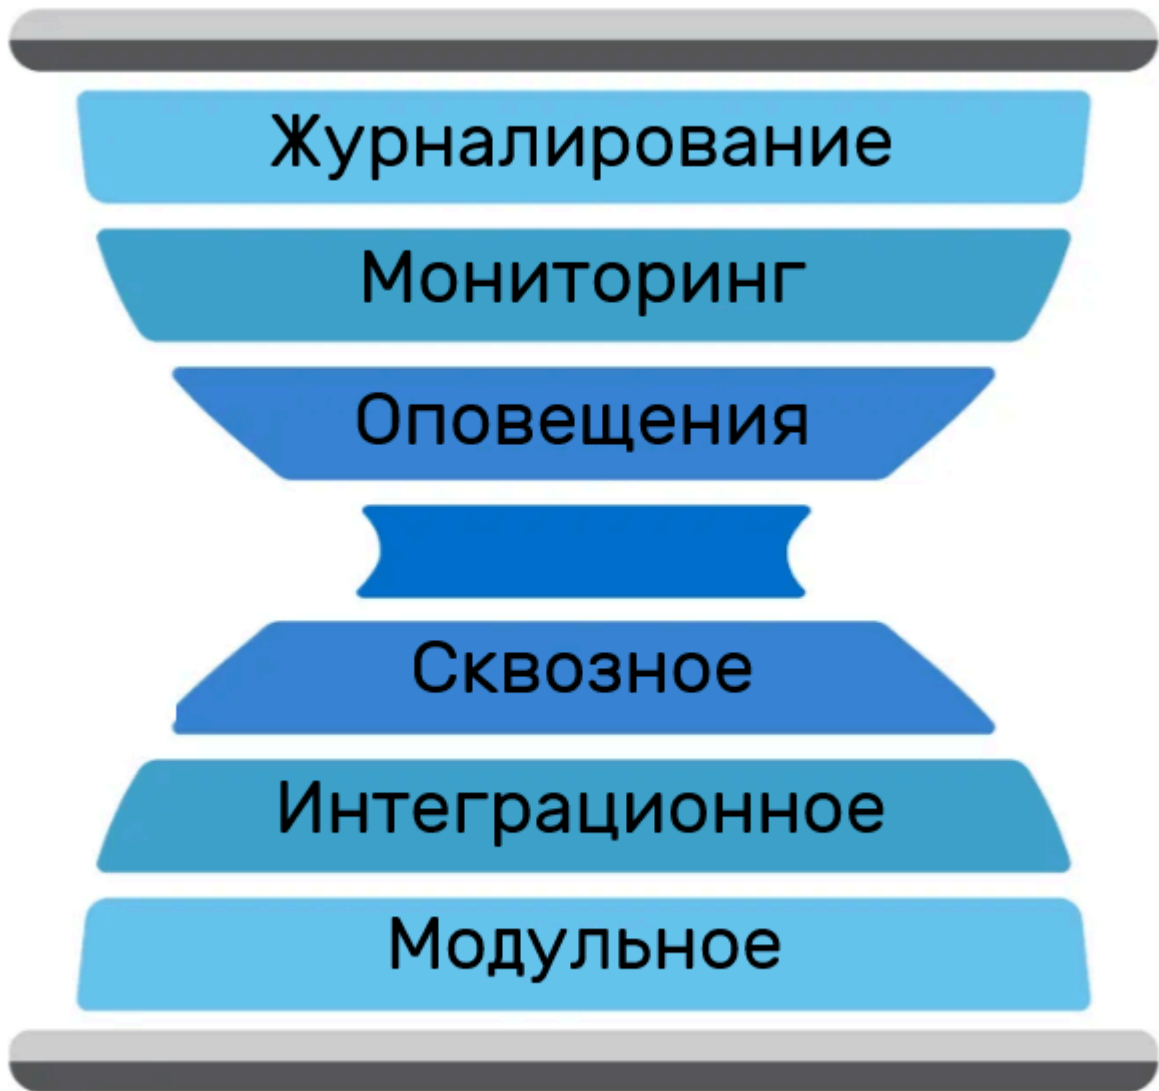 Журналирование
Мониторинг
Оповещения
Сквозное
Интеграционное
Модульное